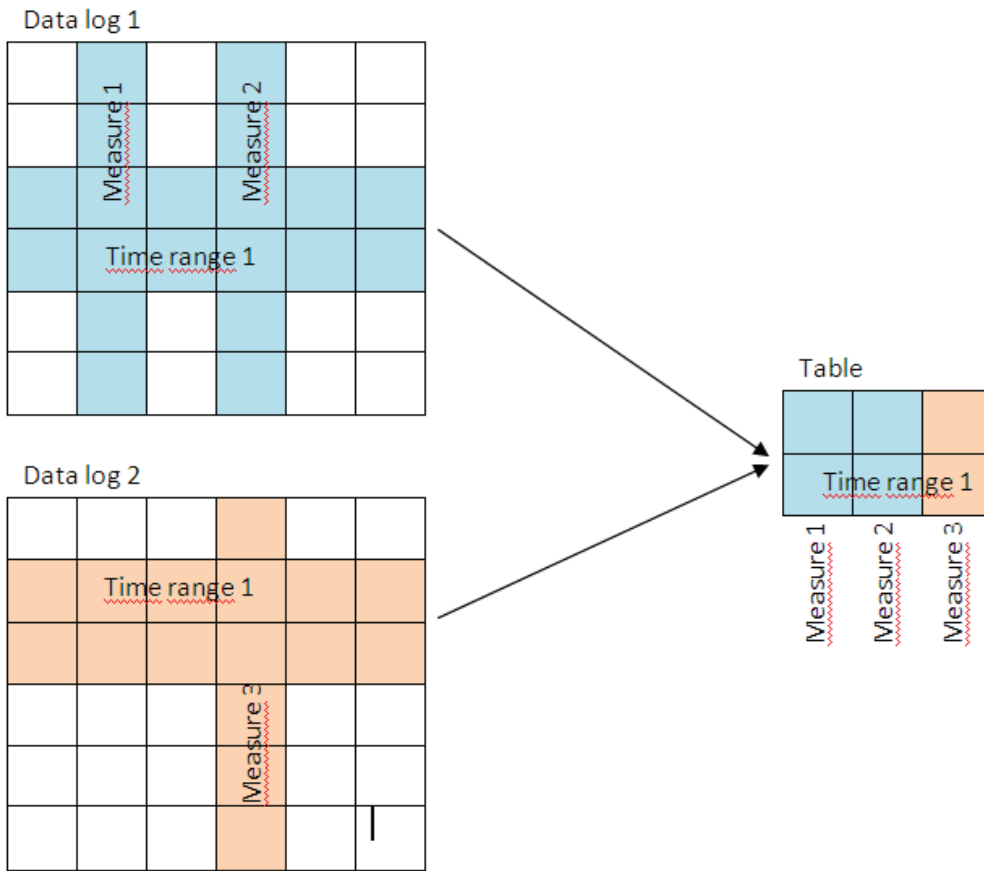 Data log 1
Measure 1
Measure 2
Time range 1
Data log 2
Time range 1
Measure 3
Table
Time range 1
Measure 1
Measure 2
Measure 3